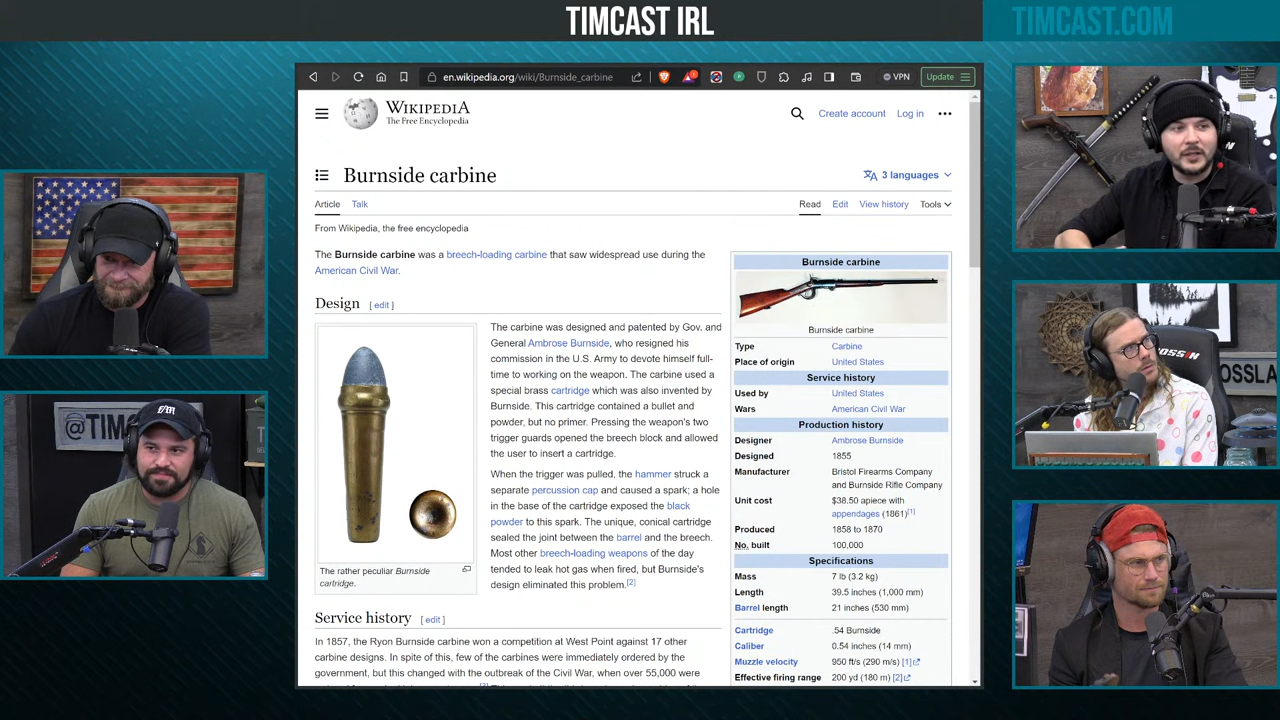 TIMCAST IRL
TIMCAST.COM
en.wikipedia.org/wiki/Burnside_carbine
VPN
Update
WIKIPEDIA
The Free Encyclopedia
Create account
Log in
Burnside carbine
3 languages
Article
Talk
Read
Edit
View history
Tools
From Wikipedia, the free encyclopedia
The Burnside carbine was a breech-loading carbine that saw widespread use during the
American Civil War.
Design [ edit ]
The rather peculiar Burnside
cartridge.
The carbine was designed and patented by Gov. and
General Ambrose Burnside, who resigned his
commission in the U.S. Army to devote himself full-
time to working on the weapon. The carbine used a
special brass cartridge which was also invented by
Burnside. This cartridge contained a bullet and
powder, but no primer. Pressing the weapon's two
trigger guards opened the breech block and allowed
the user to insert a cartridge.
When the trigger was pulled, the hammer struck a
separate percussion cap and caused a spark; a hole
in the base of the cartridge exposed the black
powder to this spark. The unique, conical cartridge
sealed the joint between the barrel and the breech.
Most other breech-loading weapons of the day
tended to leak hot gas when fired, but Burnside's
design eliminated this problem.[2]
Service history [ edit ]
In 1857, the Ryon Burnside carbine won a competition at West Point against 17 other
carbine designs. In spite of this, few of the carbines were immediately ordered by the
government, but this changed with the outbreak of the Civil War, when over 55,000 were
Burnside carbine
Burnside carbine
Type Carbine
Place of origin United States
Service history
Used by United States
Wars American Civil War
Production history
Designer Ambrose Burnside
Designed 1855
Manufacturer Bristol Firearms Company
and Burnside Rifle Company
Unit cost $38.50 apiece with
appendages (1861)[1]
Produced 1858 to 1870
No. built 100,000
Specifications
Mass 7 lb (3.2 kg)
Length 39.5 inches (1,000 mm)
Barrel length 21 inches (530 mm)
Cartridge .54 Burnside
Caliber 0.54 inches (14 mm)
Muzzle velocity 950 ft/s (290 m/s) [1]
Effective firing range 200 yd (180 m) [2]
@TIM